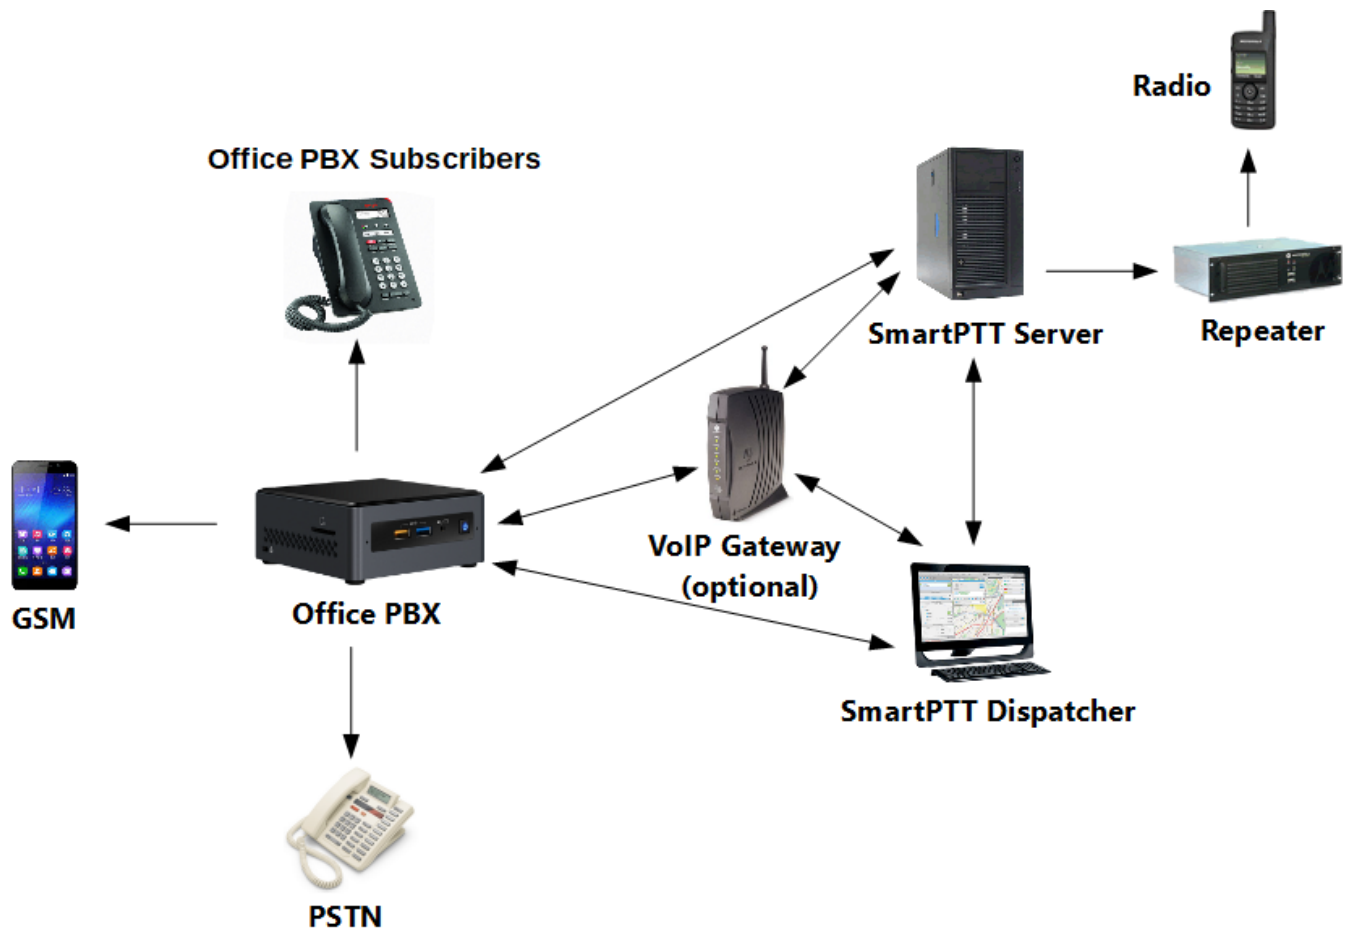 Radio
Office PBX Subscribers
SmartPTT Server
Repeater
VoIP Gateway
(optional)
GSM
Office PBX
SmartPTT Dispatcher
PSTN